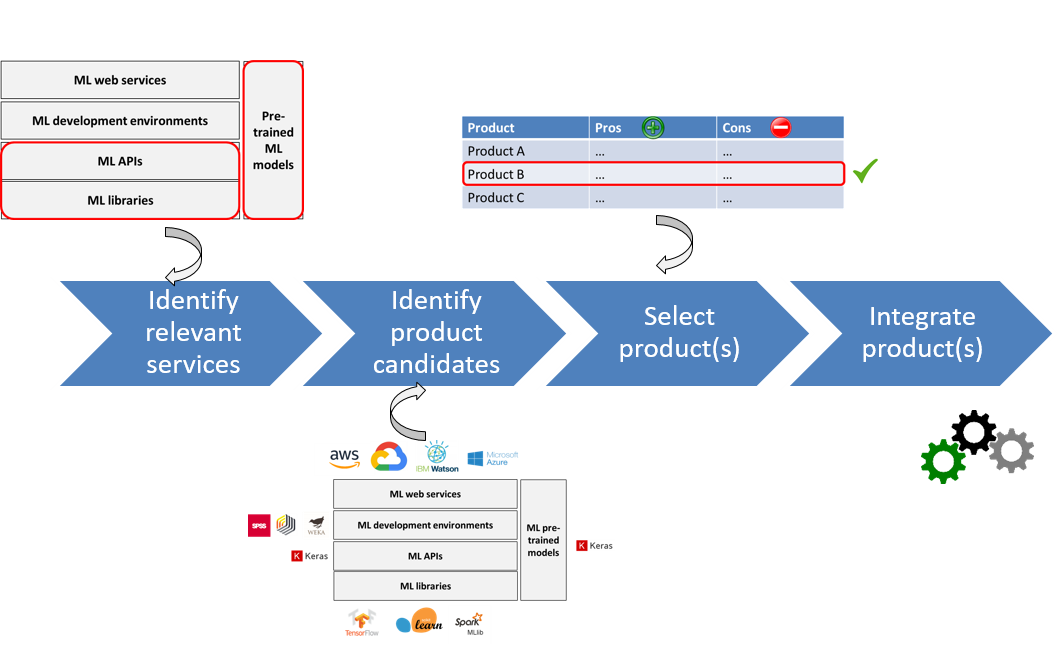 ML web services
ML development environments
ML APIs
ML libraries
Pre-
trained
ML
models
Product Pros Cons
Product A ... ...
Product B ... ...
Product C ... ...
Identify
relevant
services
Identify
product
candidates
Select
product(s)
Integrate
product(s)
aws
IBM Watson
Microsoft
Azure
ML web services
ML development environments
ML APIs
ML libraries
ML pre-
trained
models
SPSS
WEKA
K Keras
K Keras
TensorFlow
learn
Spark
MLlib